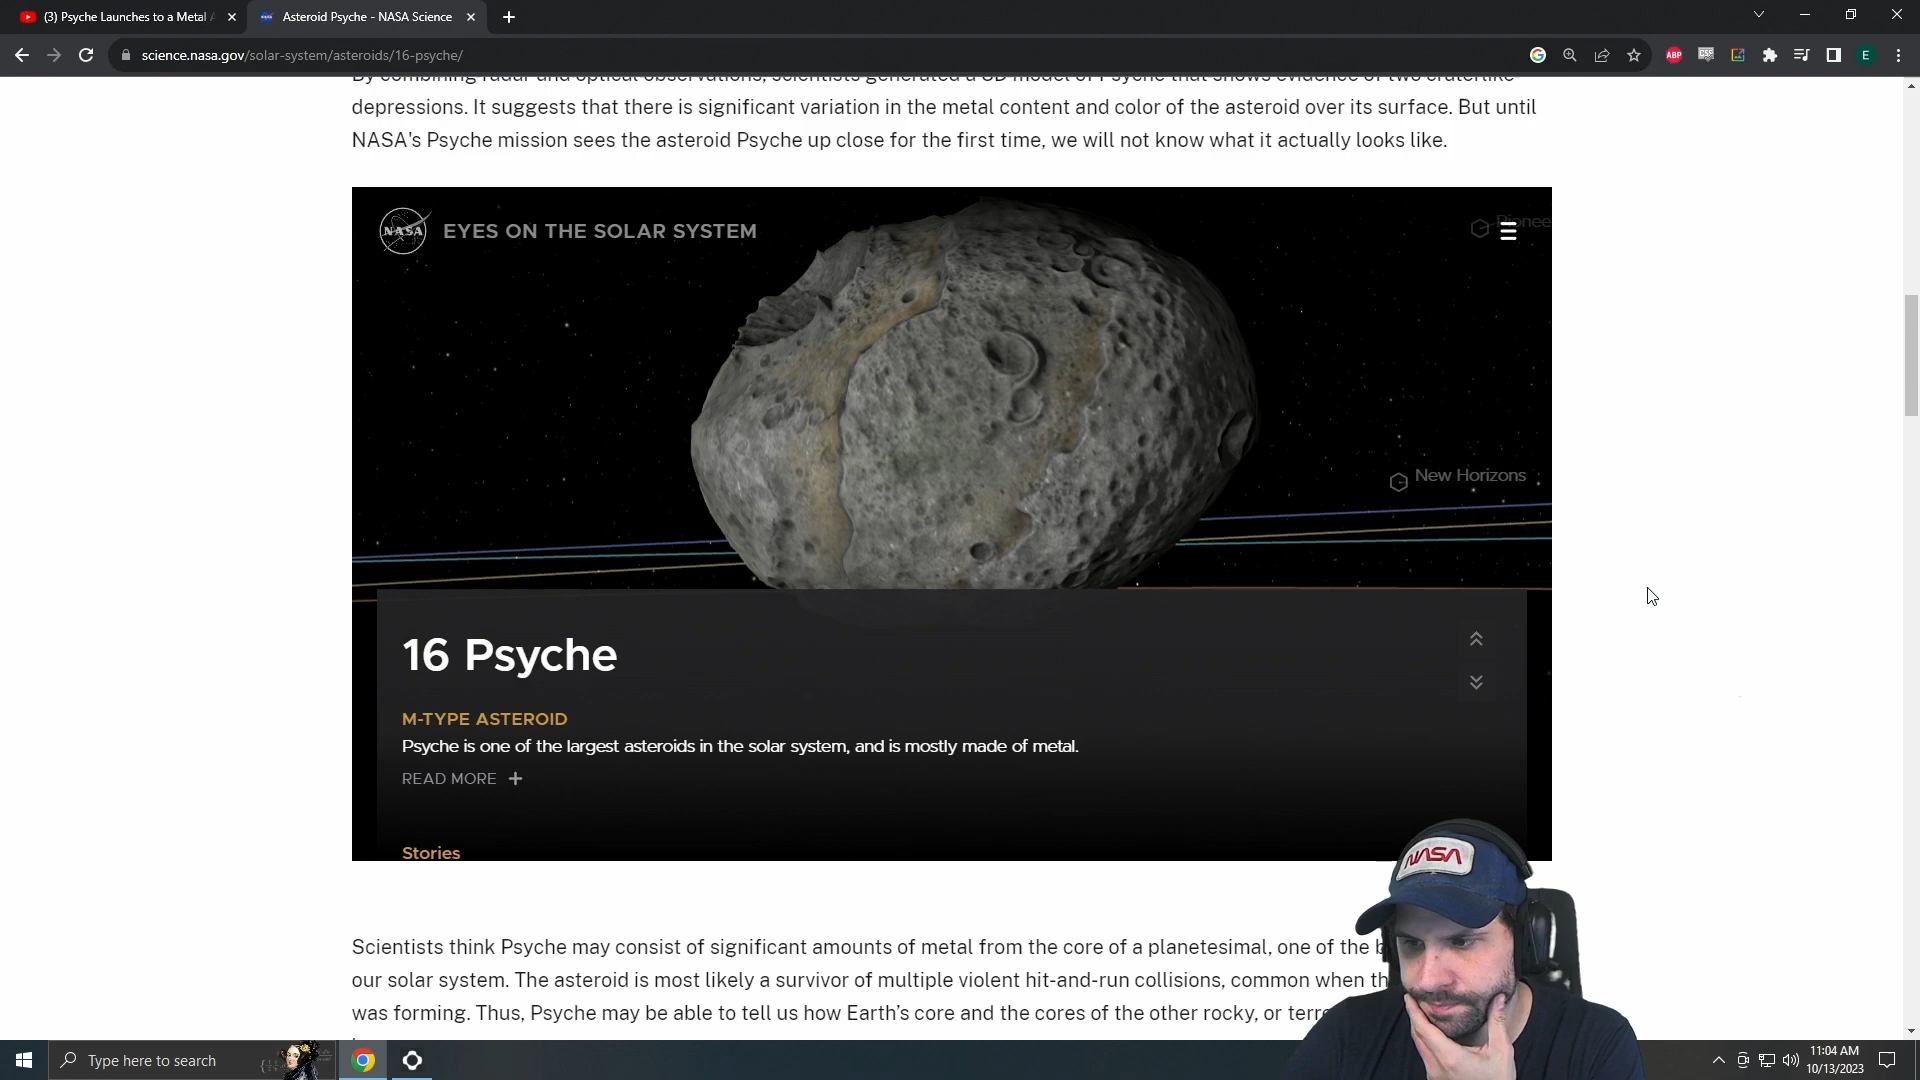 (3) Psyche Launches to a Metal
Asteroid Psyche - NASA Science
science.nasa.gov/solar-system/asteroids/16-psyche/
ABP
CSS
E
By combining radar and optical observations, scientists generated a 3D model of Psyche that shows evidence of two craterlike
depressions. It suggests that there is significant variation in the metal content and color of the asteroid over its surface. But until
NASA's Psyche mission sees the asteroid Psyche up close for the first time, we will not know what it actually looks like.
NASA
EYES ON THE SOLAR SYSTEM
New Horizons
16 Psyche
M-TYPE ASTEROID
Psyche is one of the largest asteroids in the solar system, and is mostly made of metal.
READ MORE +
Stories
NASA
Scientists think Psyche may consist of significant amounts of metal from the core of a planetesimal, one of the
our solar system. The asteroid is most likely a survivor of multiple violent hit-and-run collisions, common when
was forming. Thus, Psyche may be able to tell us how Earth's core and the cores of the other rocky, or
Type here to search
11:04 AM
10/13/2023